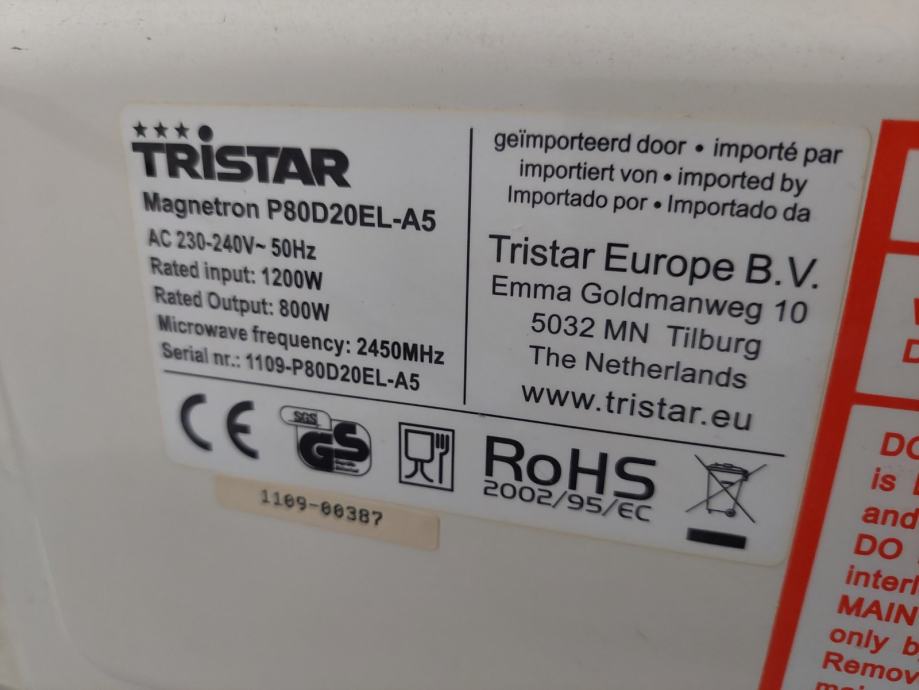 TRISTAR
Magnetron P80D20EL-A5
AC 230-240V~ 50Hz
Rated input: 1200W
Rated Output: 800W
Microwave frequency: 2450MHz
Serial nr.: 1109-P80D20EL-A5
geïmporteerd door • importé par
importiert von • imported by
Importado por • Importado da
Tristar Europe B.V.
Emma Goldmanweg 10
5032 MN Tilburg
The Netherlands
www.tristar.eu
CE
SGS
GS
RoHS
2002/95/EC
1109-00387
DO
is
and
DO
MAIN
only
Remov